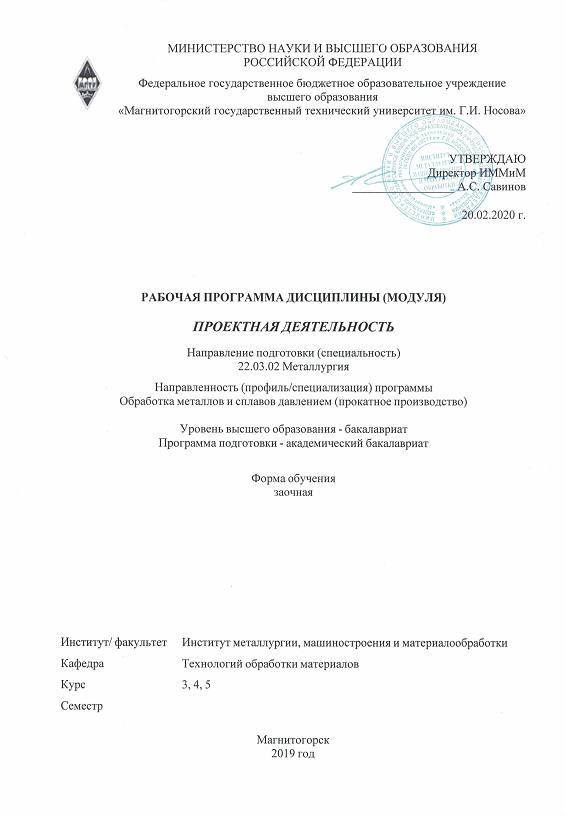 МИНИСТЕРСТВО НАУКИ И ВЫСШЕГО ОБРАЗОВАНИЯ
РОССИЙСКОЙ ФЕДЕРАЦИИ
Федеральное государственное бюджетное образовательное учреждение
высшего образования
«Магнитогорский государственный технический университет им. Г.И. Носова»
УТВЕРЖДАЮ
Директор ИММиМ
А.С. Савинов
20.02.2020 г.
РАБОЧАЯ ПРОГРАММА ДИСЦИПЛИНЫ (МОДУЛЯ)
ПРОЕКТНАЯ ДЕЯТЕЛЬНОСТЬ
Направление подготовки (специальность)
22.03.02 Металлургия
Направленность (профиль/специализация) программы
Обработка металлов и сплавов давлением (прокатное производство)
Уровень высшего образования - бакалавриат
Программа подготовки - академический бакалавриат
Форма обучения
заочная
Институт/ факультет Институт металлургии, машиностроения и материалообработки
Кафедра Технологий обработки материалов
Курс 3, 4, 5
Семестр
Магнитогорск
2019 год